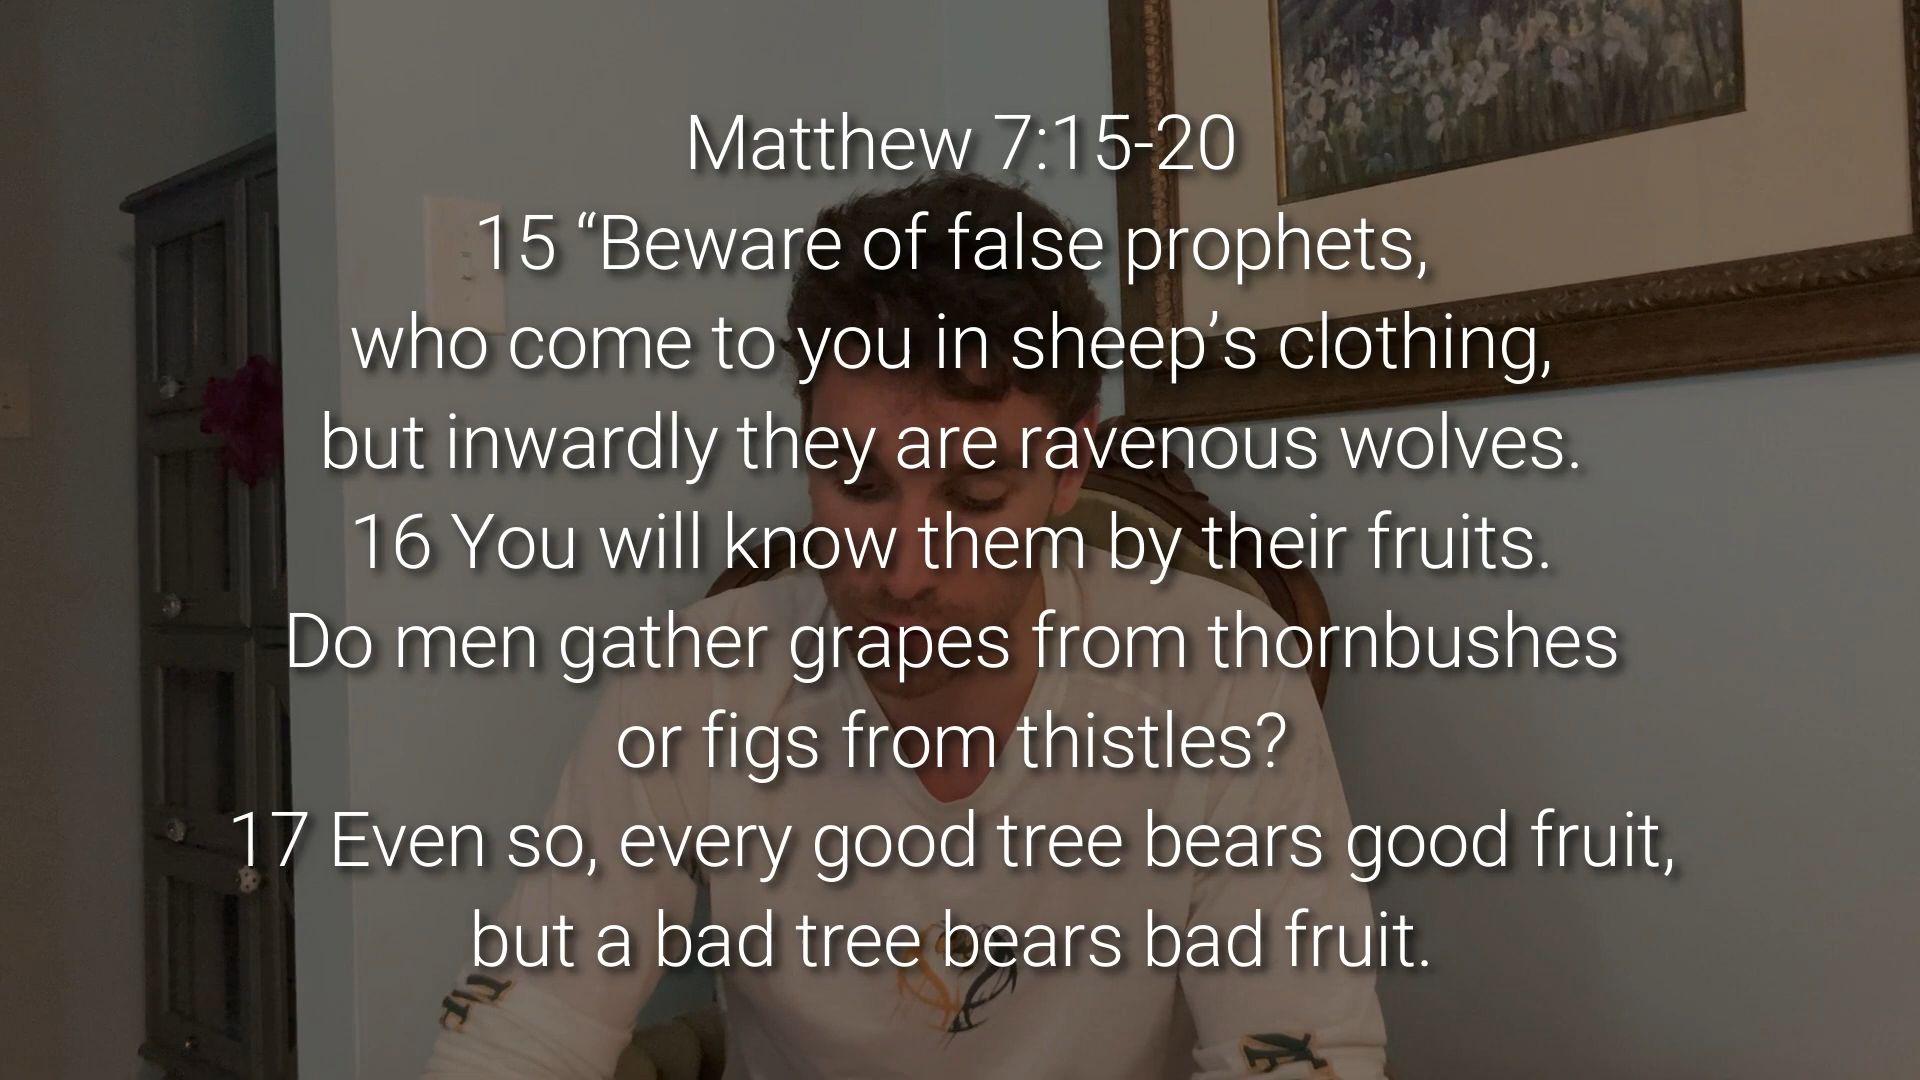 Matthew 7:15-20
15 “Beware of false prophets,
who come to you in sheep’s clothing,
but inwardly they are ravenous wolves.
16 You will know them by their fruits.
Do men gather grapes from thornbushes
or figs from thistles?
17 Even so, every good tree bears good fruit,
but a bad tree bears bad fruit.